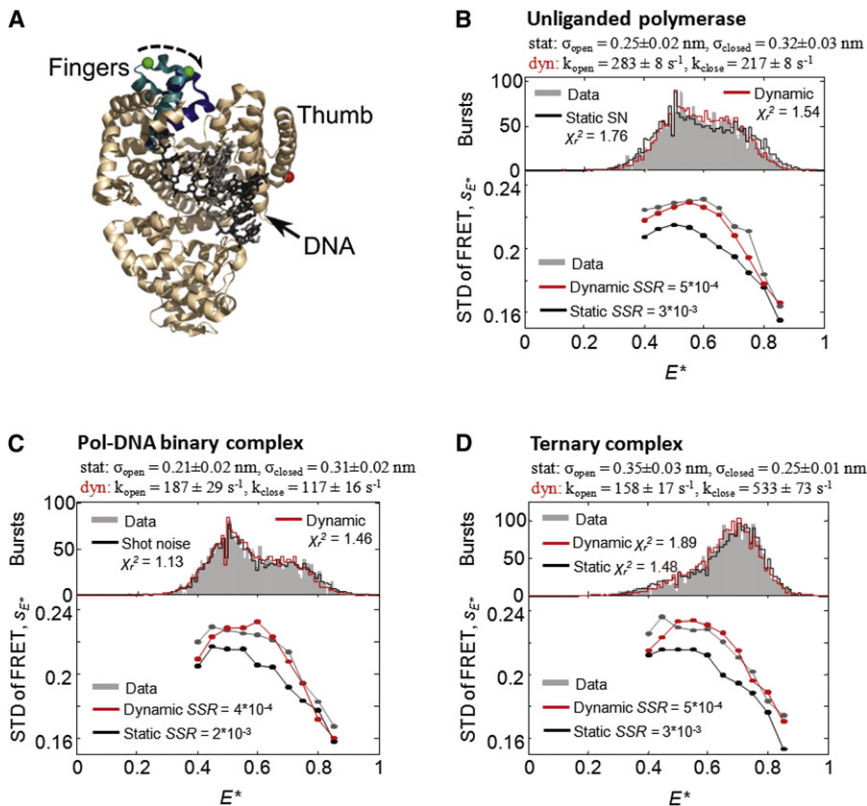 A
Fingers
Thumb
DNA
B Unliganded polymerase
stat: σopen = 0.25±0.02 nm, σclosed = 0.32±0.03 nm
dyn: kopen = 283 ± 8 s⁻¹, kclose = 217 ± 8 s⁻¹
Bursts
100
50
0
Data
Static SN
χr² = 1.76
Dynamic
χr² = 1.54
STD of FRET, sE*
0.24
0.2
0.16
Data
Dynamic SSR = 5*10⁻⁴
Static SSR = 3*10⁻³
0 0.2 0.4 0.6 0.8 1
E*
C Pol-DNA binary complex
stat: σopen = 0.21±0.02 nm, σclosed = 0.31±0.02 nm
dyn: kopen = 187 ± 29 s⁻¹, kclose = 117 ± 16 s⁻¹
Bursts
100
50
0
Data
Shot noise
χr² = 1.13
Dynamic
χr² = 1.46
STD of FRET, sE*
0.24
0.2
0.16
Data
Dynamic SSR = 4*10⁻⁴
Static SSR = 2*10⁻³
0 0.2 0.4 0.6 0.8 1
E*
D Ternary complex
stat: σopen = 0.35±0.03 nm, σclosed = 0.25±0.01 nm
dyn: kopen = 158 ± 17 s⁻¹, kclose = 533 ± 73 s⁻¹
Bursts
100
50
0
Data
Dynamic χr² = 1.89
Static χr² = 1.48
STD of FRET, sE*
0.24
0.2
0.16
Data
Dynamic SSR = 5*10⁻⁴
Static SSR = 3*10⁻³
0 0.2 0.4 0.6 0.8 1
E*